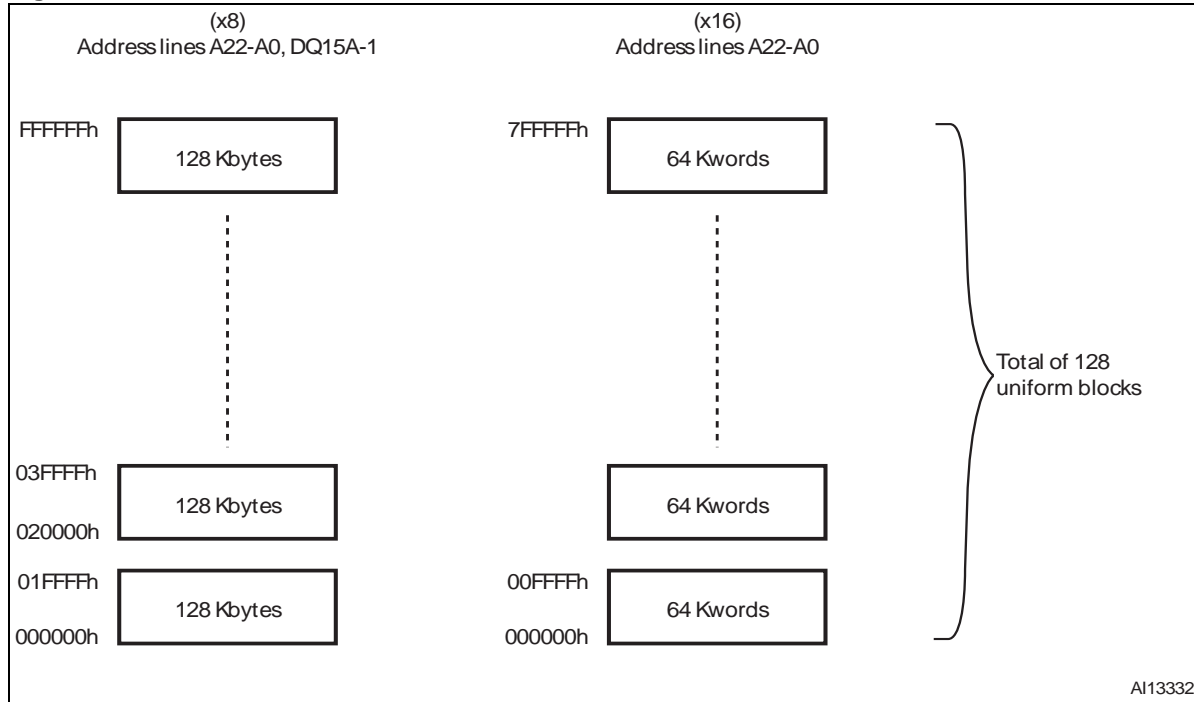 (x8)
Address lines A22-A0, DQ15A-1
(x16)
Address lines A22-A0
FFFFFFh
128 Kbytes
7FFFFFh
64 Kwords
Total of 128
uniform blocks
03FFFFh
128 Kbytes
020000h
64 Kwords
01FFFFh
128 Kbytes
000000h
00FFFFh
64 Kwords
000000h
AI13332